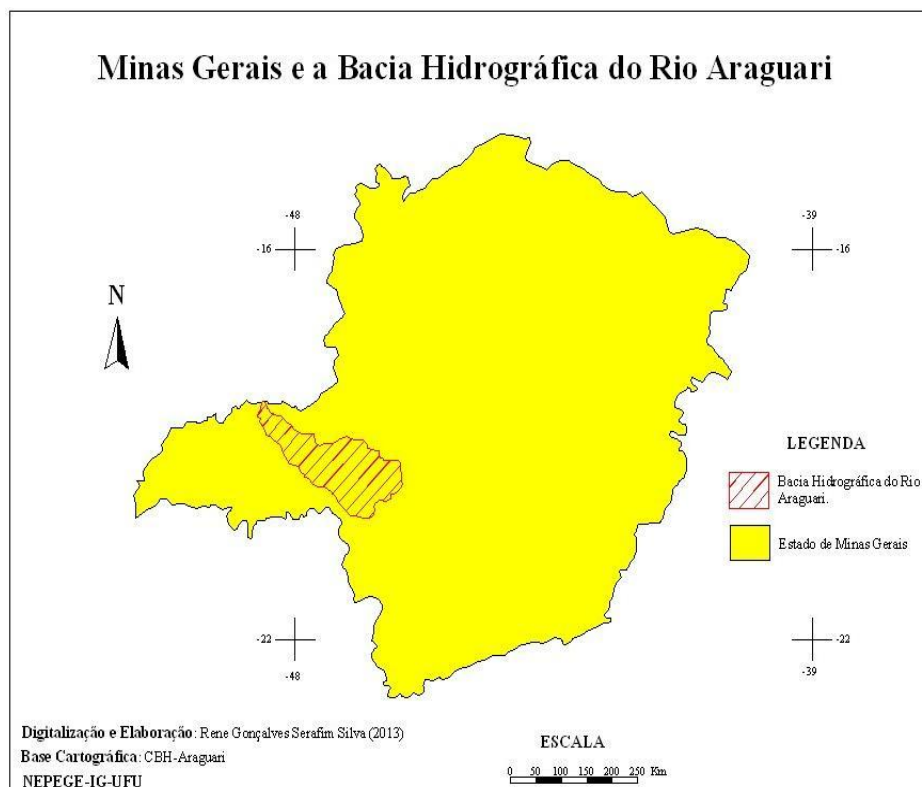 Minas Gerais e a Bacia Hidrográfica do Rio Araguari
-48
-39
-16
-16
N
LEGENDA
Bacia Hidrográfica do Rio
Araguari.
Estado de Minas Gerais
-22
-22
-48
-39
Digitalização e Elaboração: Rene Gonçalves Serafim Silva (2013)
Base Cartográfica: CBH-Araguari
NEPEGE-IG-UFU
ESCALA
0 50 100 150 200 250 Km